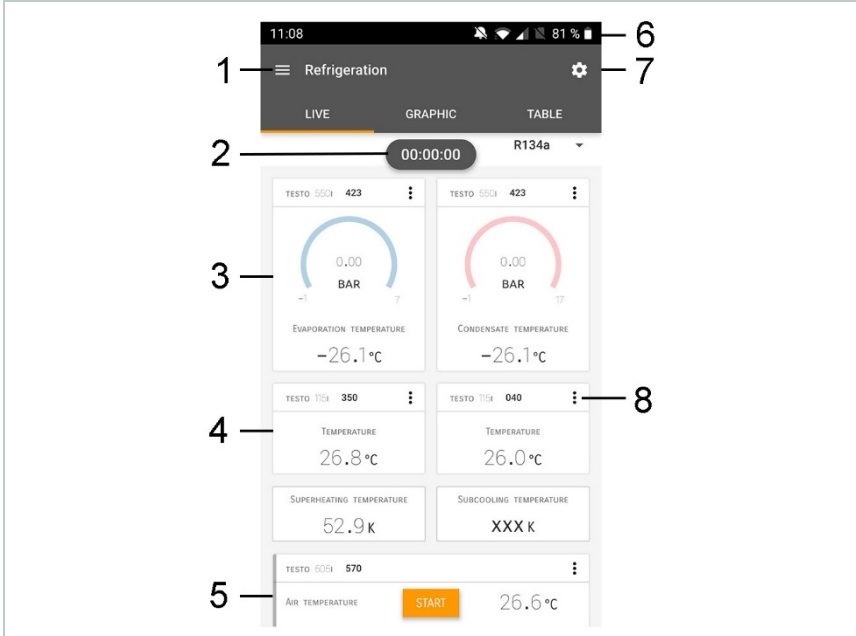 11:08 81 % 6
1 Refrigeration 7
LIVE GRAPHIC TABLE
2 00:00:00 R134a
TESTO 550I 423 TESTO 550I 423
3 0.00 0.00
BAR BAR
-1 7 -1 17
EVAPORATION TEMPERATURE CONDENSATE TEMPERATURE
-26.1 °C -26.1 °C
TESTO 115I 350 TESTO 115I 040 8
4 TEMPERATURE TEMPERATURE
26.8 °C 26.0 °C
SUPERHEATING TEMPERATURE SUBCOOLING TEMPERATURE
52.9 K XXX K
TESTO 605I 570
5 AIR TEMPERATURE START 26.6 °C